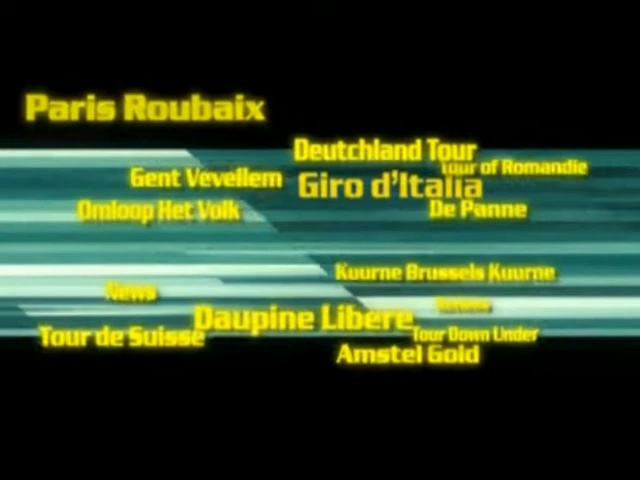 Paris Roubaix
Deutchland Tour
Tour of Romandie
Gent Vevellem
Giro d'Italia
Omloop Het Volk
De Panne
Kuurne Brussels Kuurne
News
Daupine Libere
Tour de Suisse
Tour Down Under
Amstel Gold